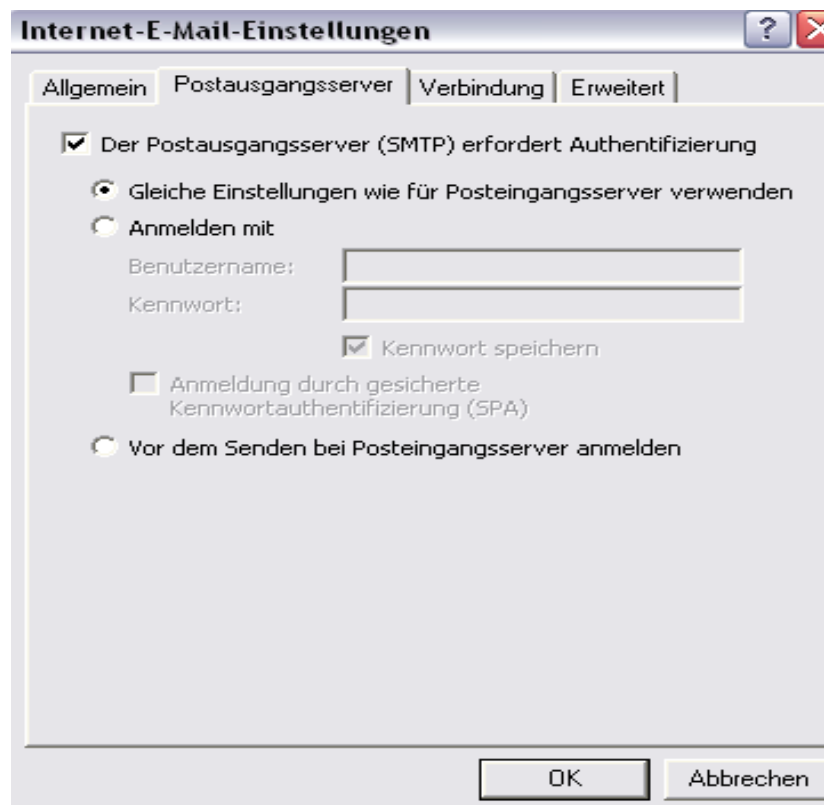 Internet-E-Mail-Einstellungen
Allgemein Postausgangsserver Verbindung Erweitert
Der Postausgangsserver (SMTP) erfordert Authentifizierung
Gleiche Einstellungen wie für Posteingangsserver verwenden
Anmelden mit
Benutzername:
Kennwort:
Kennwort speichern
Anmeldung durch gesicherte
Kennwortauthentifizierung (SPA)
Vor dem Senden bei Posteingangsserver anmelden
OK Abbrechen